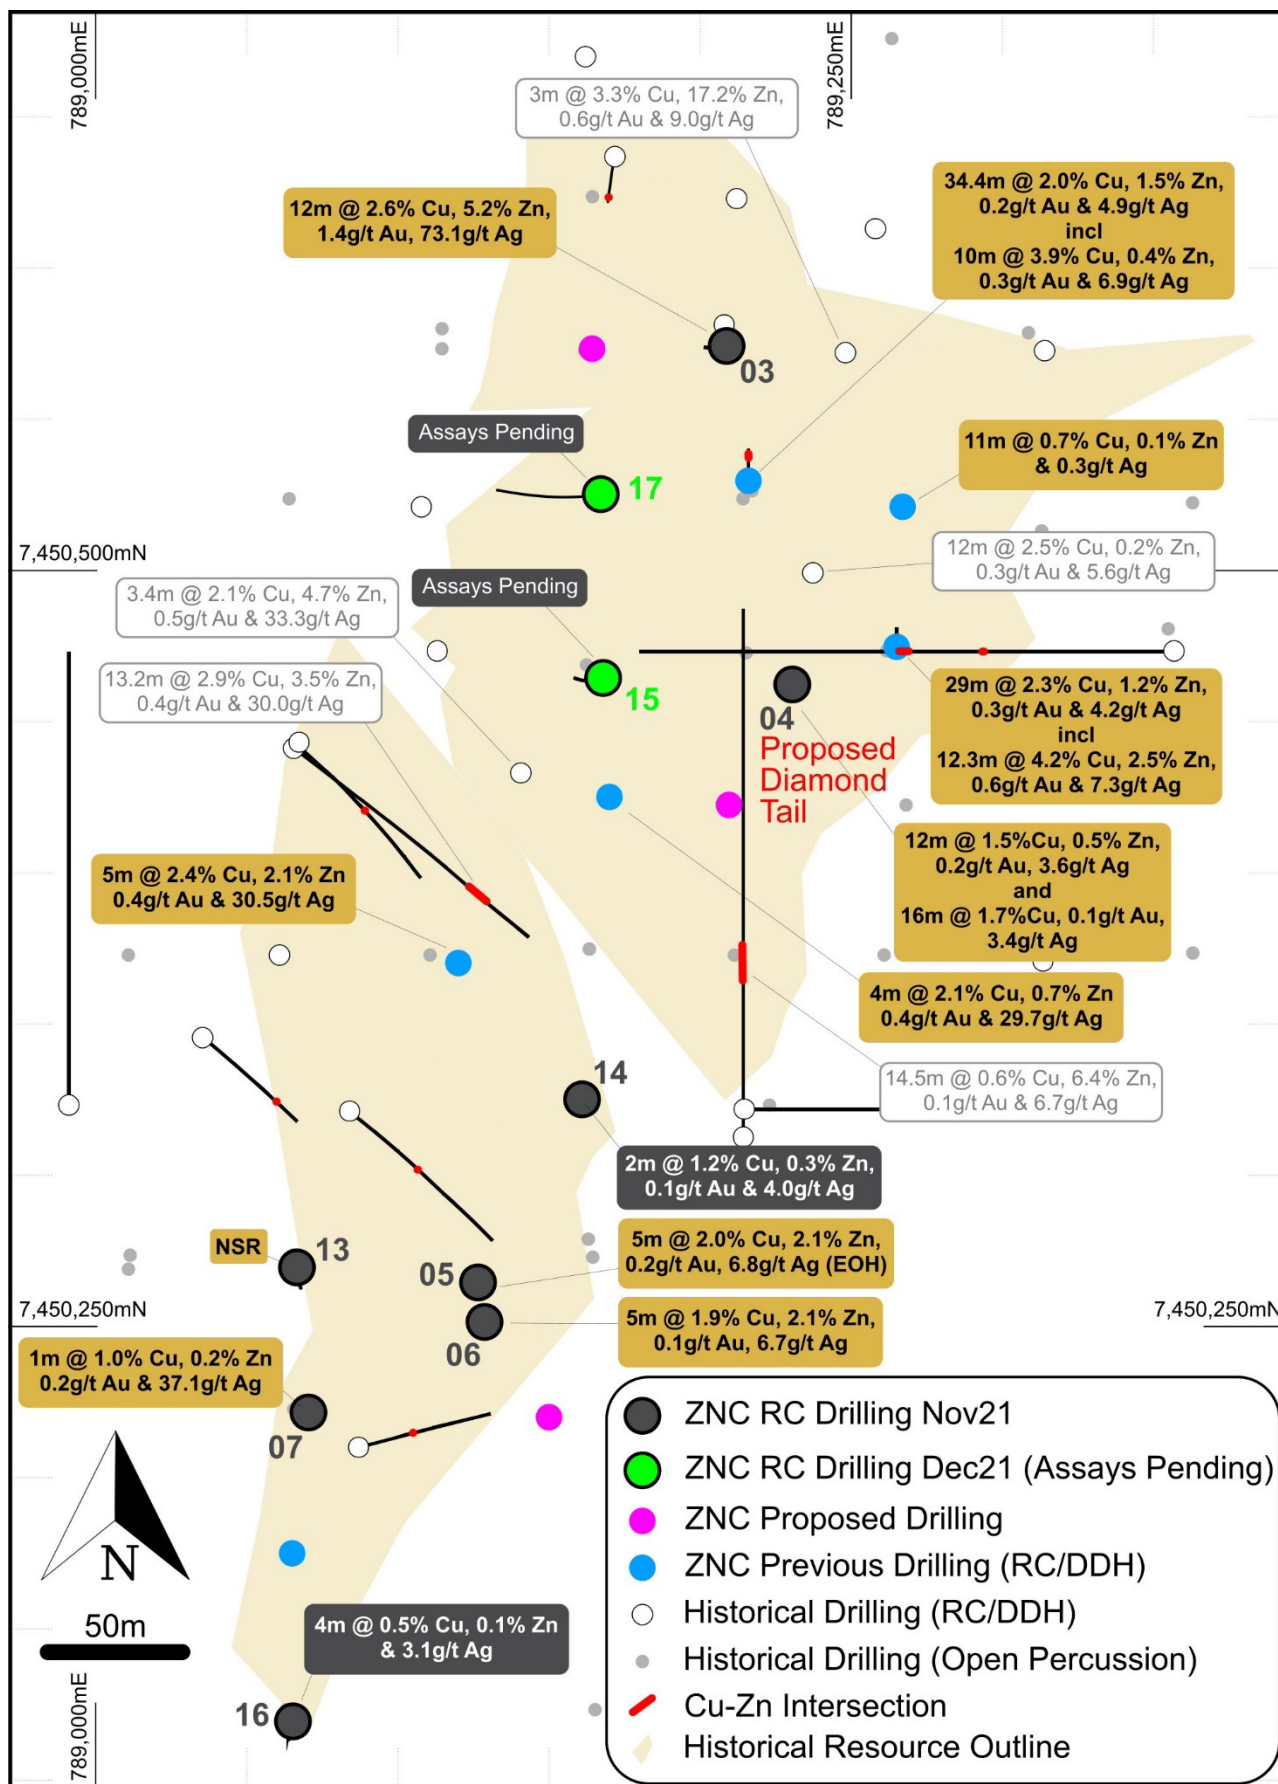 789,000mE
789,250mE
3m @ 3.3% Cu, 17.2% Zn,
0.6g/t Au & 9.0g/t Ag
12m @ 2.6% Cu, 5.2% Zn,
1.4g/t Au, 73.1g/t Ag
34.4m @ 2.0% Cu, 1.5% Zn,
0.2g/t Au & 4.9g/t Ag
incl
10m @ 3.9% Cu, 0.4% Zn,
0.3g/t Au & 6.9g/t Ag
03
Assays Pending
11m @ 0.7% Cu, 0.1% Zn
& 0.3g/t Ag
17
7,450,500mN
12m @ 2.5% Cu, 0.2% Zn,
0.3g/t Au & 5.6g/t Ag
Assays Pending
3.4m @ 2.1% Cu, 4.7% Zn,
0.5g/t Au & 33.3g/t Ag
13.2m @ 2.9% Cu, 3.5% Zn,
0.4g/t Au & 30.0g/t Ag
15
04
Proposed
Diamond
Tail
29m @ 2.3% Cu, 1.2% Zn,
0.3g/t Au & 4.2g/t Ag
incl
12.3m @ 4.2% Cu, 2.5% Zn,
0.6g/t Au & 7.3g/t Ag
12m @ 1.5%Cu, 0.5% Zn,
0.2g/t Au, 3.6g/t Ag
and
16m @ 1.7%Cu, 0.1g/t Au,
3.4g/t Ag
5m @ 2.4% Cu, 2.1% Zn
0.4g/t Au & 30.5g/t Ag
4m @ 2.1% Cu, 0.7% Zn
0.4g/t Au & 29.7g/t Ag
14.5m @ 0.6% Cu, 6.4% Zn,
0.1g/t Au & 6.7g/t Ag
14
2m @ 1.2% Cu, 0.3% Zn,
0.1g/t Au & 4.0g/t Ag
NSR
13
05
5m @ 2.0% Cu, 2.1% Zn,
0.2g/t Au, 6.8g/t Ag (EOH)
7,450,250mN
7,450,250mN
06
5m @ 1.9% Cu, 2.1% Zn,
0.1g/t Au, 6.7g/t Ag
1m @ 1.0% Cu, 0.2% Zn
0.2g/t Au & 37.1g/t Ag
07
N
50m
4m @ 0.5% Cu, 0.1% Zn
& 3.1g/t Ag
16
789,000mE
ZNC RC Drilling Nov21
ZNC RC Drilling Dec21 (Assays Pending)
ZNC Proposed Drilling
ZNC Previous Drilling (RC/DDH)
Historical Drilling (RC/DDH)
Historical Drilling (Open Percussion)
Cu-Zn Intersection
Historical Resource Outline